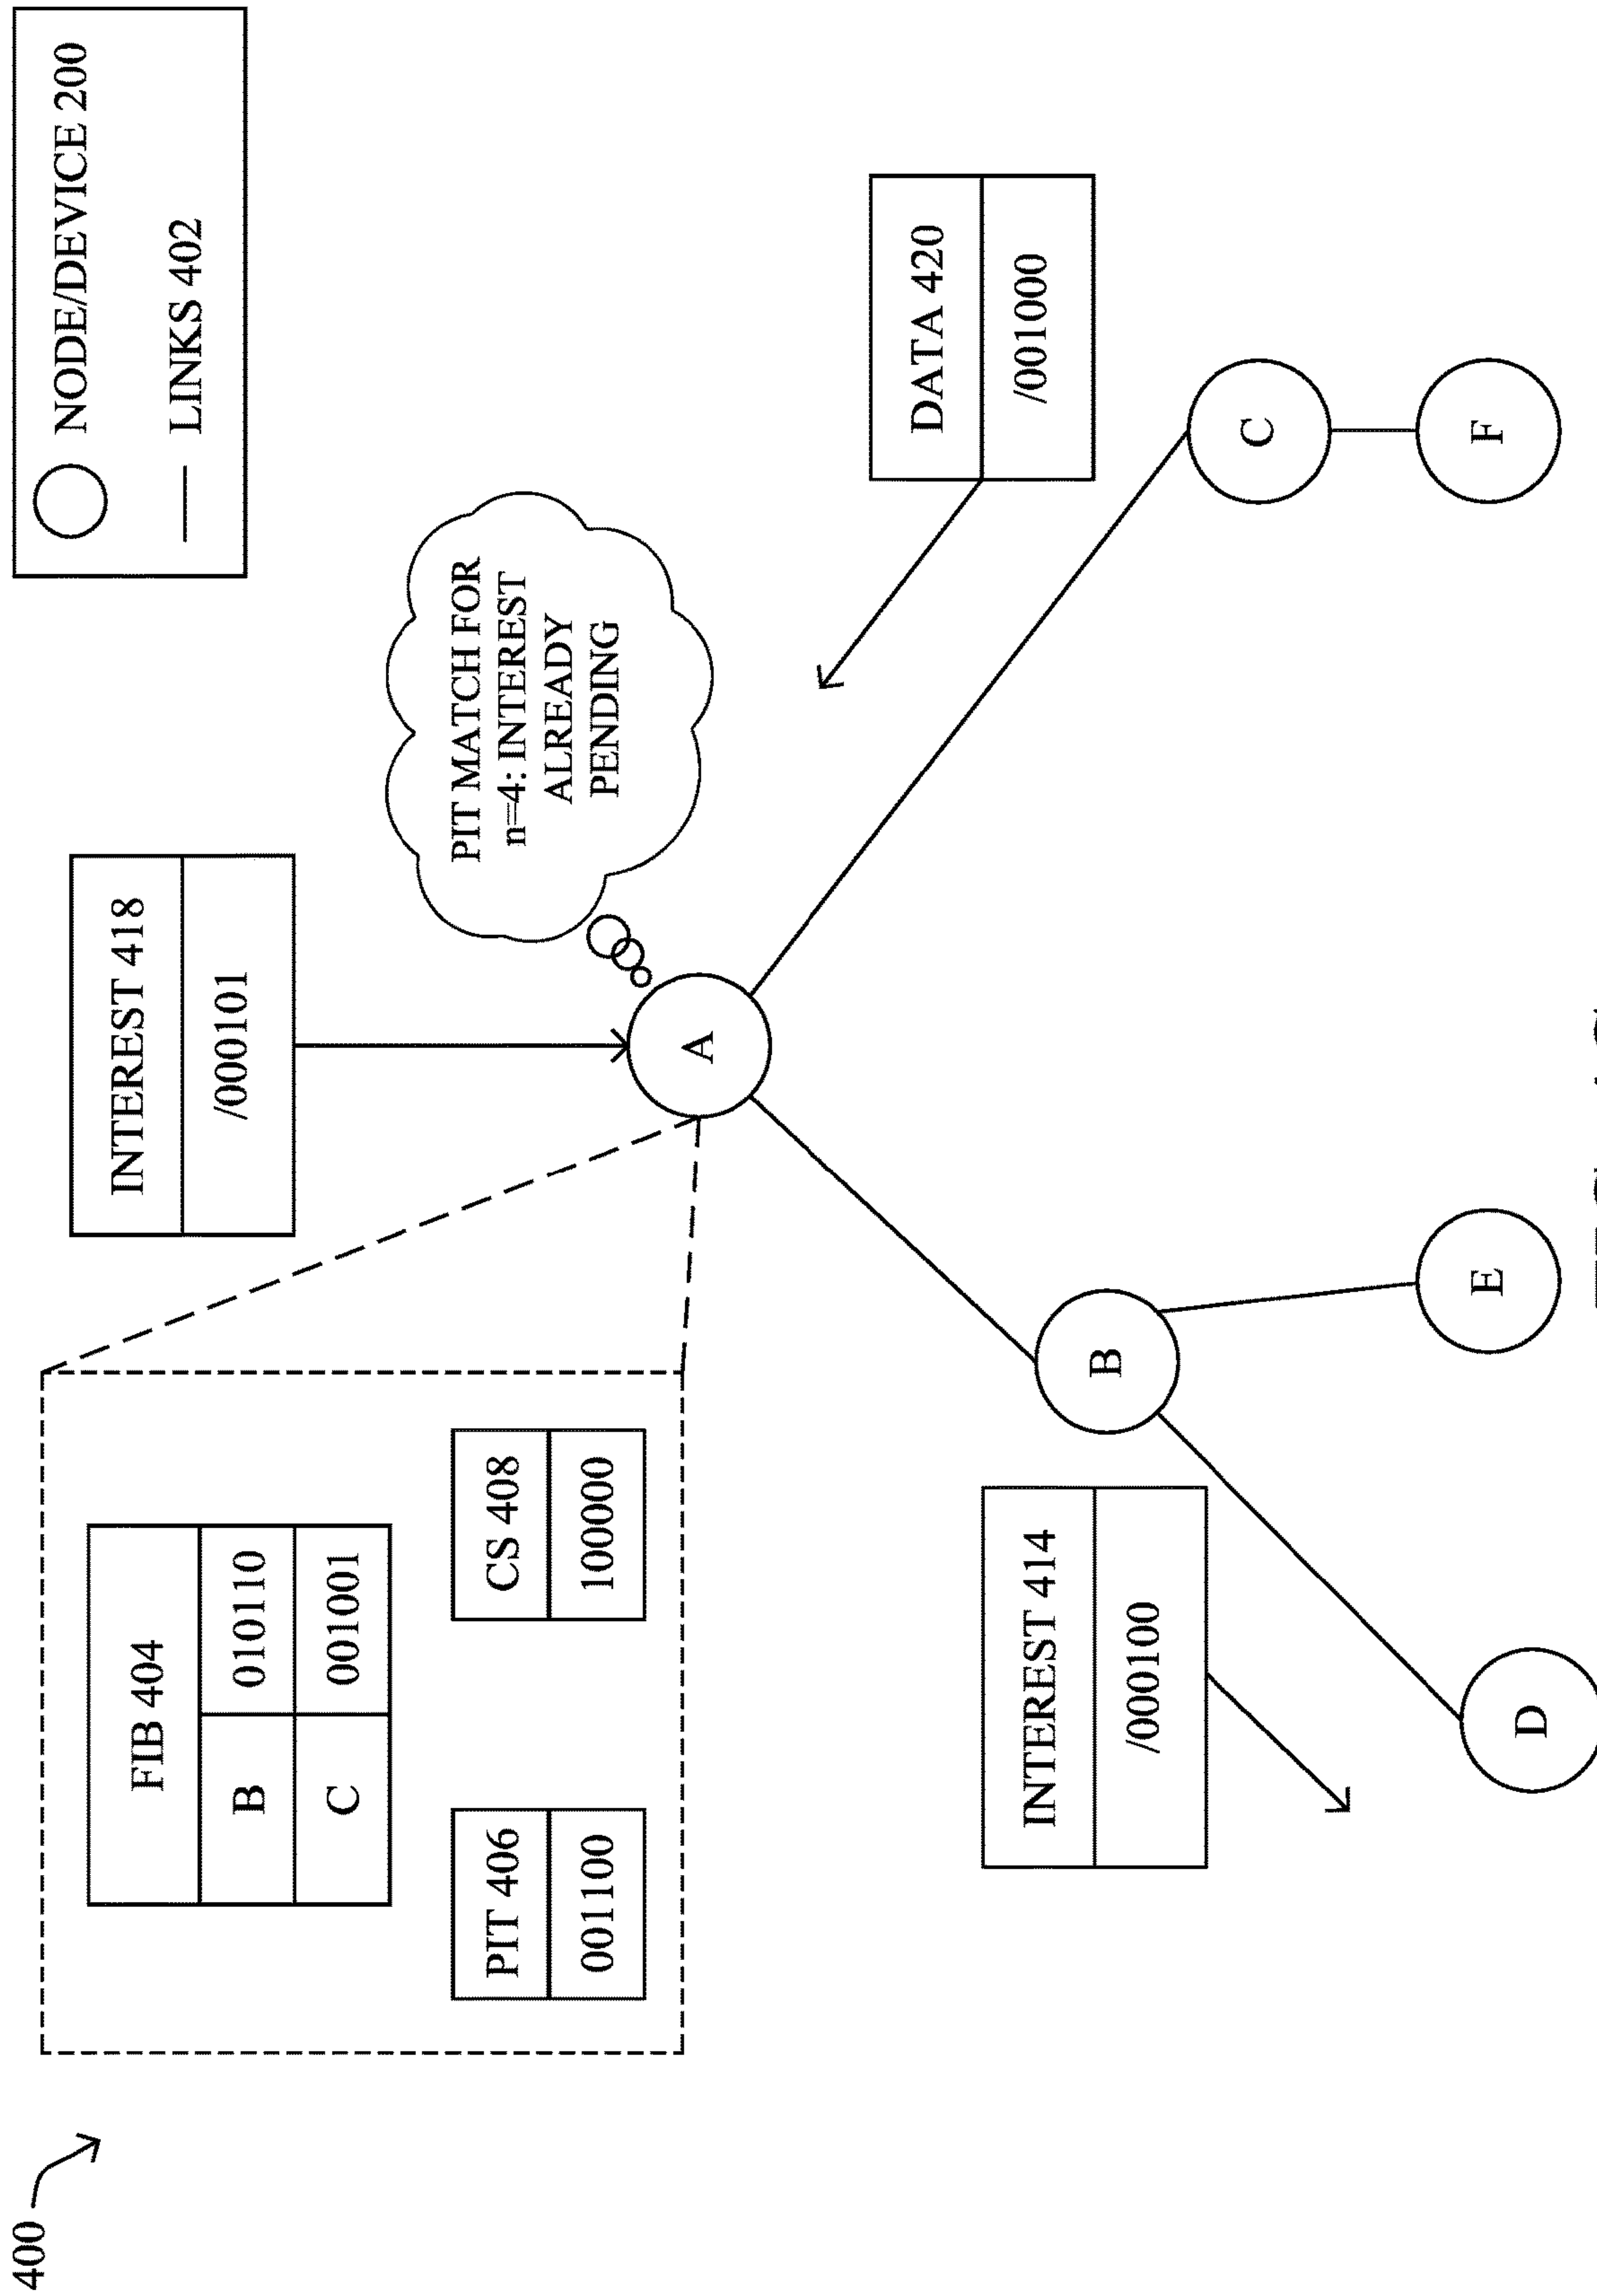 400
NODE/DEVICE 200
LINKS 402
FIB 404
B 010110
C 001001
PIT 406
001100
CS 408
100000
INTEREST 418
/000101
PIT MATCH FOR
n=4: INTEREST
ALREADY
PENDING
A
DATA 420
/001000
INTEREST 414
/000100
B
C
D
E
F